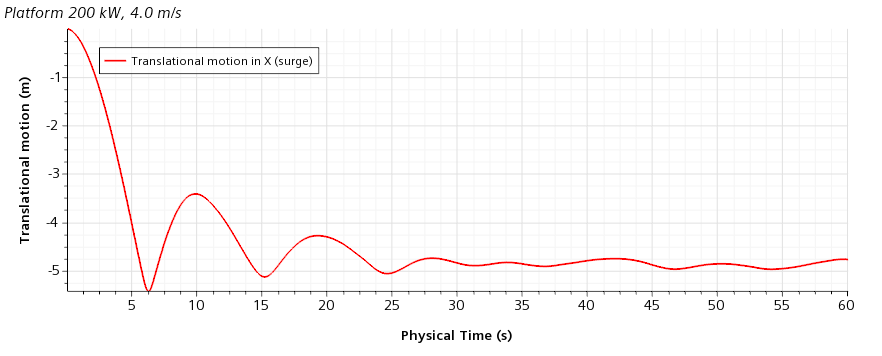 Platform 200 kW, 4.0 m/s
Translational motion in X (surge)
Translational motion (m)
-1
-2
-3
-4
-5
5 10 15 20 25 30 35 40 45 50 55 60
Physical Time (s)